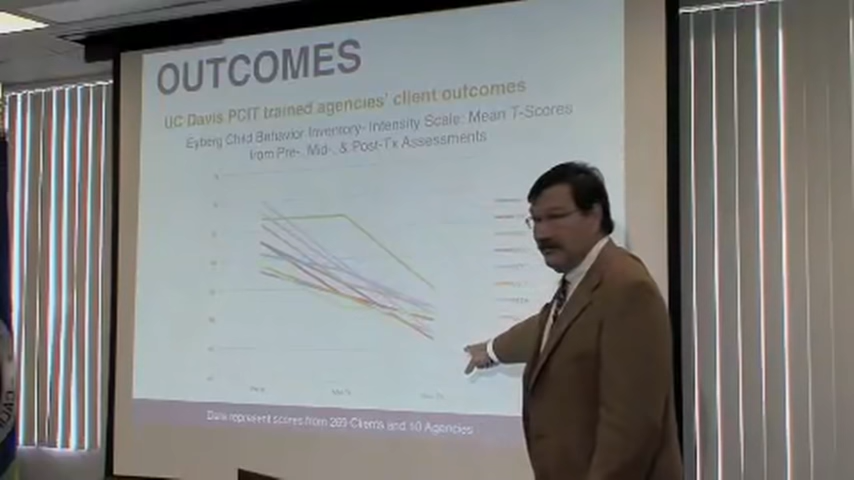 OUTCOMES
UC Davis PCIT trained agencies' client outcomes
Eyberg Child Behavior Inventory- Intensity Scale: Mean T-Scores
from Pre-, Mid-, & Post-Tx Assessments
Data represent scores from 269 Clients and 10 Agencies